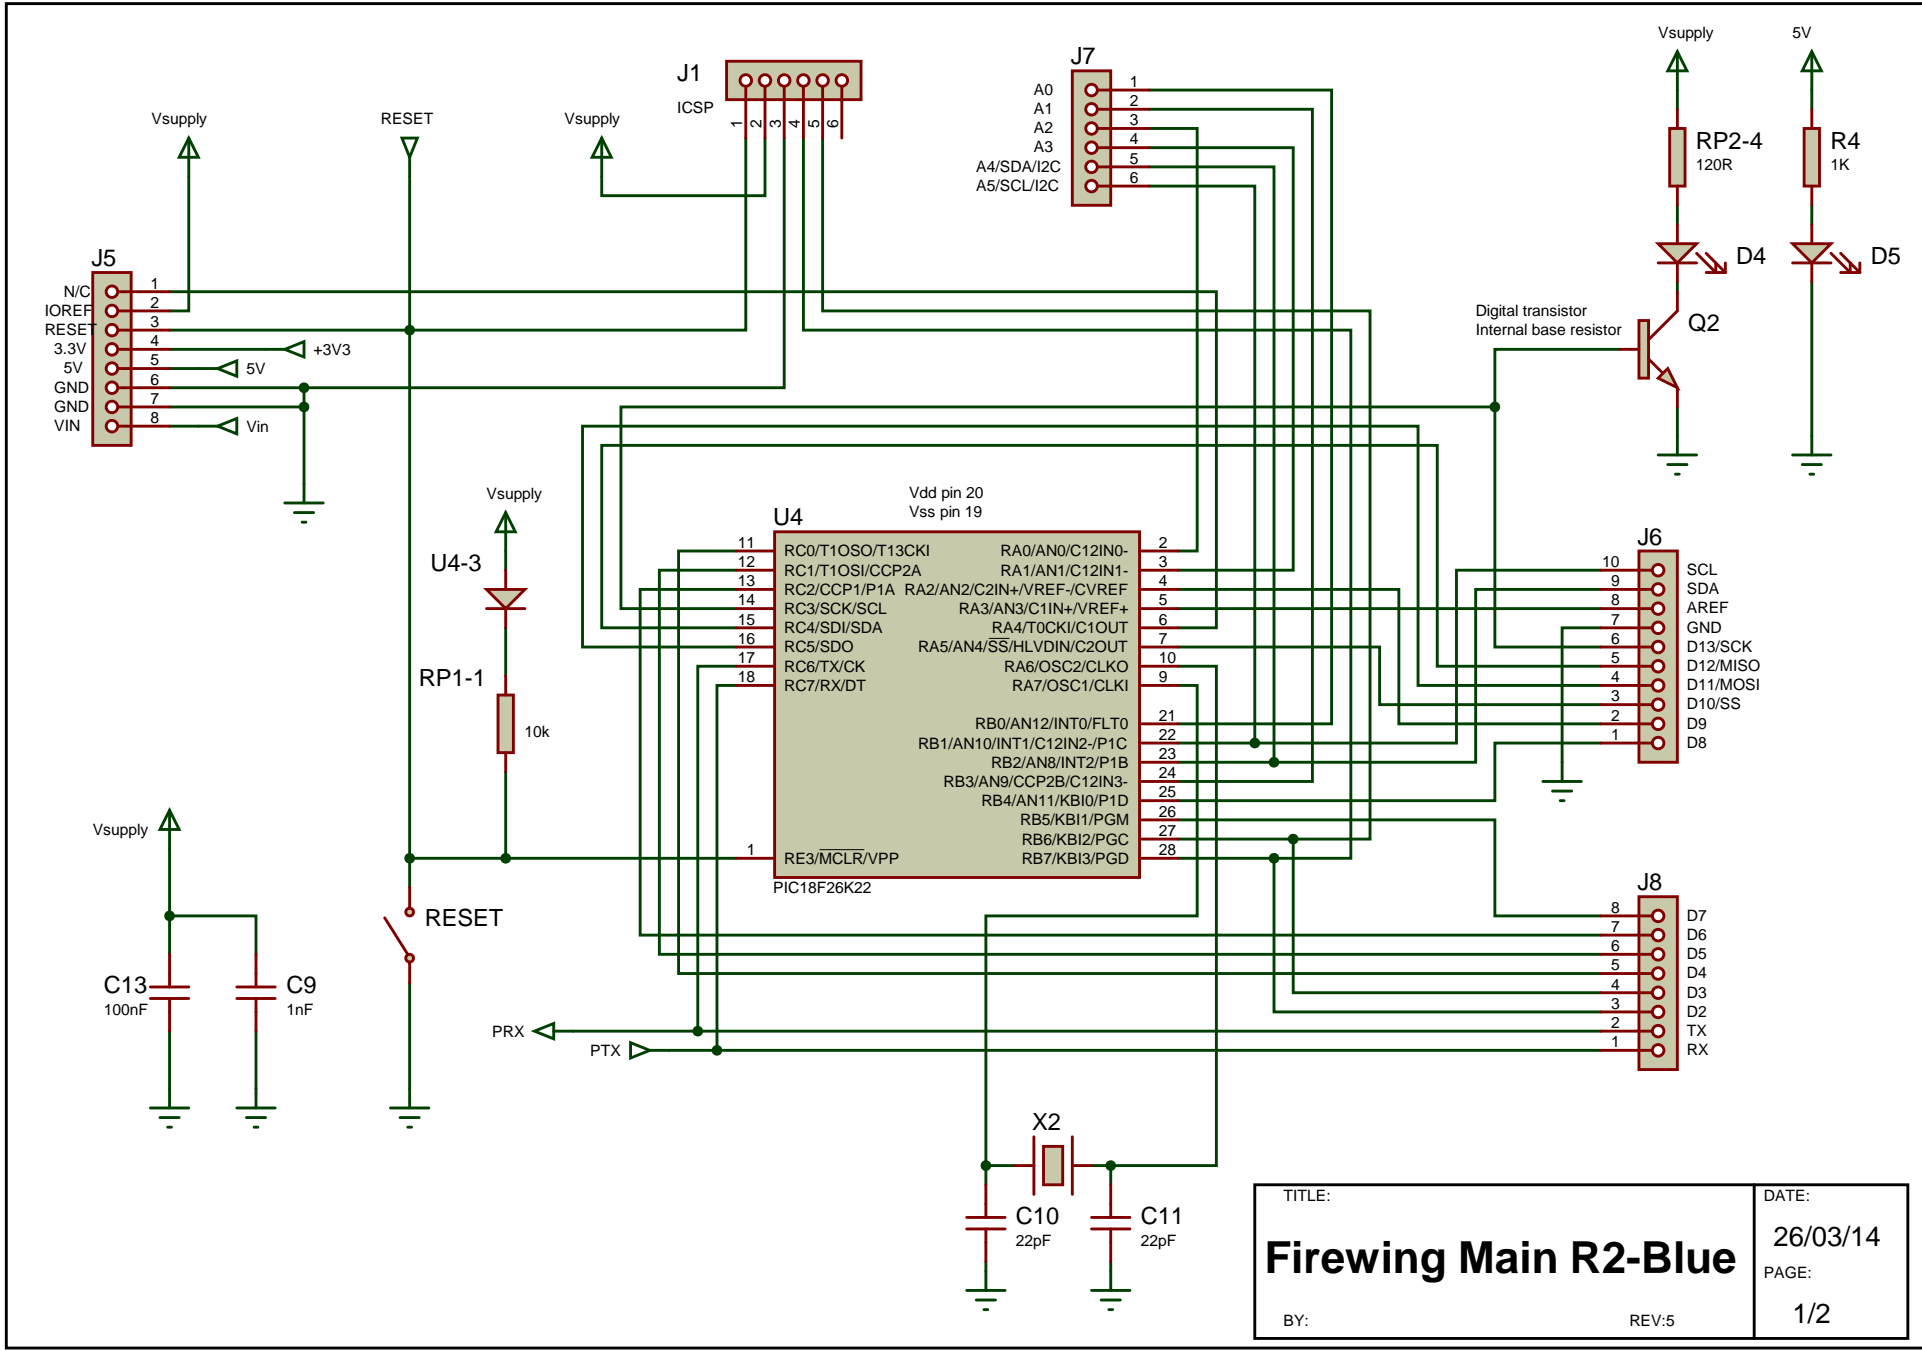 Vsupply
5V
J1
ICSP
1
2
3
4
5
6
J7
A0
A1
A2
A3
A4/SDA/I2C
A5/SCL/I2C
1
2
3
4
5
6
Vsupply
RESET
Vsupply
RP2-4
120R
R4
1K
D4
D5
Digital transistor
Internal base resistor
Q2
J5
N/C
IOREF
RESET
3.3V
5V
GND
GND
VIN
1
2
3
4
5
6
7
8
+3V3
5V
Vin
Vsupply
U4-3
RP1-1
10k
Vdd pin 20
Vss pin 19
U4
11 RC0/T1OSO/T13CKI
12 RC1/T1OSI/CCP2A
13 RC2/CCP1/P1A
14 RC3/SCK/SCL
15 RC4/SDI/SDA
16 RC5/SDO
17 RC6/TX/CK
18 RC7/RX/DT
1 RE3/MCLR/VPP
RA0/AN0/C12IN0- 2
RA1/AN1/C12IN1- 3
RA2/AN2/C2IN+/VREF-/CVREF 4
RA3/AN3/C1IN+/VREF+ 5
RA4/T0CKI/C1OUT 6
RA5/AN4/SS/HLVDIN/C2OUT 7
RA6/OSC2/CLKO 10
RA7/OSC1/CLKI 9
RB0/AN12/INT0/FLT0 21
RB1/AN10/INT1/C12IN2-/P1C 22
RB2/AN8/INT2/P1B 23
RB3/AN9/CCP2B/C12IN3- 24
RB4/AN11/KBI0/P1D 25
RB5/KBI1/PGM 26
RB6/KBI2/PGC 27
RB7/KBI3/PGD 28
PIC18F26K22
J6
10 SCL
9 SDA
8 AREF
7 GND
6 D13/SCK
5 D12/MISO
4 D11/MOSI
3 D10/SS
2 D9
1 D8
J8
8 D7
7 D6
6 D5
5 D4
4 D3
3 D2
2 TX
1 RX
Vsupply
C13
100nF
C9
1nF
RESET
PRX
PTX
X2
C10
22pF
C11
22pF
TITLE:
Firewing Main R2-Blue
BY:
REV:5
DATE:
26/03/14
PAGE:
1/2